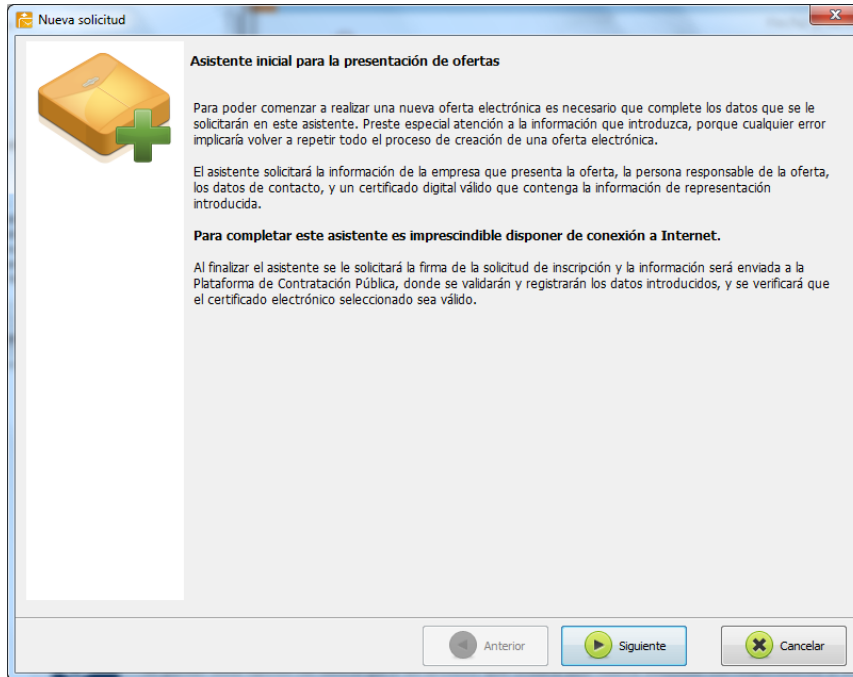 Nueva solicitud
Asistente inicial para la presentación de ofertas
Para poder comenzar a realizar una nueva oferta electrónica es necesario que complete los datos que se le
solicitarán en este asistente. Preste especial atención a la información que introduzca, porque cualquier error
implicaría volver a repetir todo el proceso de creación de una oferta electrónica.
El asistente solicitará la información de la empresa que presenta la oferta, la persona responsable de la oferta,
los datos de contacto, y un certificado digital válido que contenga la información de representación
introducida.
Para completar este asistente es imprescindible disponer de conexión a Internet.
Al finalizar el asistente se le solicitará la firma de la solicitud de inscripción y la información será enviada a la
Plataforma de Contratación Pública, donde se validarán y registrarán los datos introducidos, y se verificará que
el certificado electrónico seleccionado sea válido.
Anterior
Siguiente
Cancelar